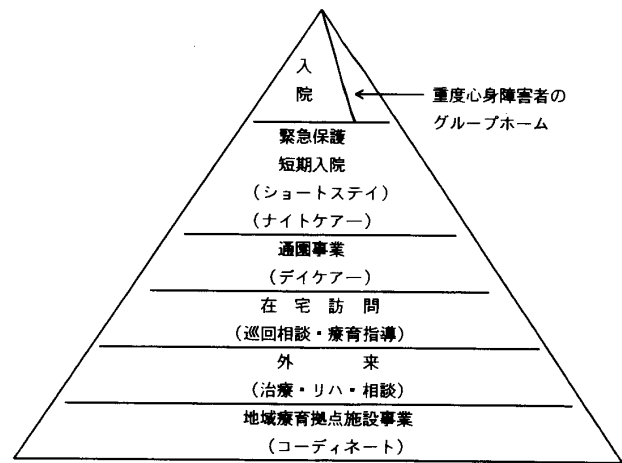 入
院
重度心身障害者の
グループホーム
緊急保護
短期入院
(ショートステイ)
(ナイトケアー)
通園事業
(デイケアー)
在宅訪問
(巡回相談・療育指導)
外来
(治療・リハ・相談)
地域療育拠点施設事業
(コーディネート)